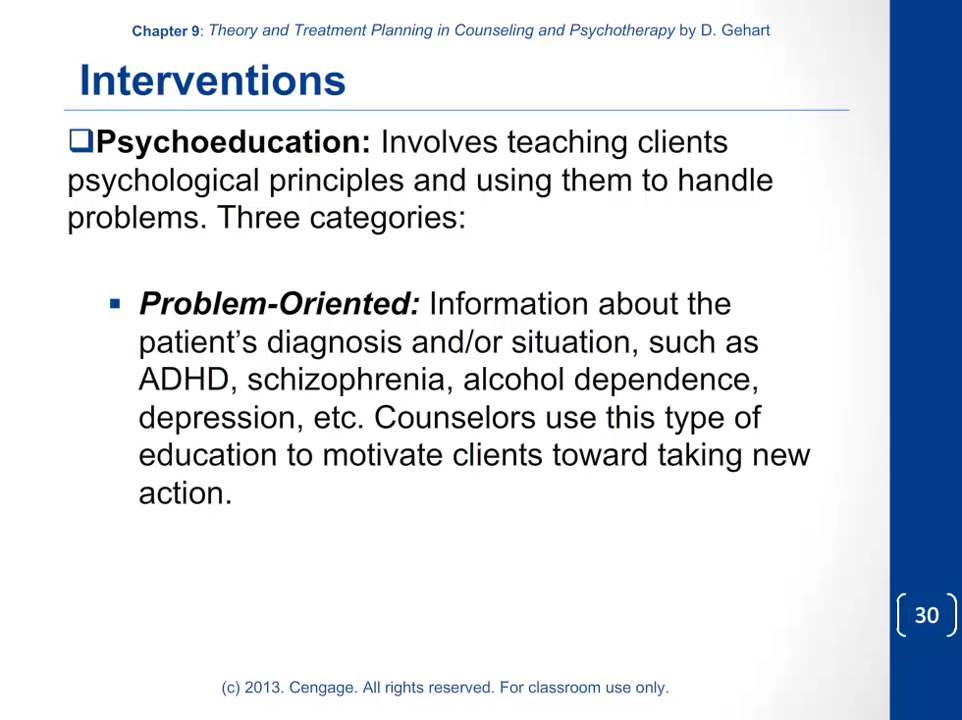 Chapter 9: Theory and Treatment Planning in Counseling and Psychotherapy by D. Gehart
Interventions
Psychoeducation: Involves teaching clients
psychological principles and using them to handle
problems. Three categories:
Problem-Oriented: Information about the
patient’s diagnosis and/or situation, such as
ADHD, schizophrenia, alcohol dependence,
depression, etc. Counselors use this type of
education to motivate clients toward taking new
action.
30
(c) 2013. Cengage. All rights reserved. For classroom use only.